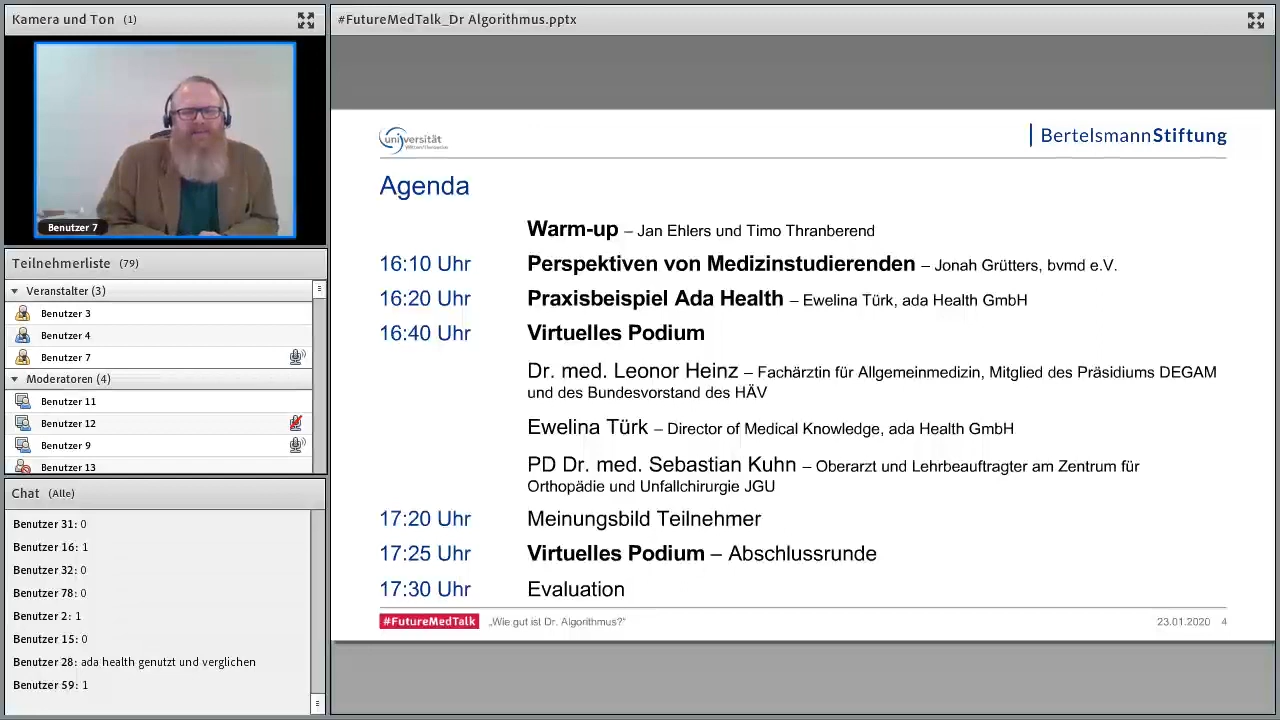 Kamera und Ton (1)
Benutzer 7
Teilnehmerliste (79)
Veranstalter (3)
Benutzer 3
Benutzer 4
Benutzer 7
Moderatoren (4)
Benutzer 11
Benutzer 12
Benutzer 9
Benutzer 13
Chat (Alle)
Benutzer 31: 0
Benutzer 16: 1
Benutzer 32: 0
Benutzer 78: 0
Benutzer 2: 1
Benutzer 15: 0
Benutzer 28: ada health genutzt und verglichen
Benutzer 59: 1
#FutureMedTalk_Dr Algorithmus.pptx
universität
Witten/Herdecke
BertelsmannStiftung
Agenda
Warm-up – Jan Ehlers und Timo Thranberend
16:10 Uhr Perspektiven von Medizinstudierenden – Jonah Grütters, bvmd e.V.
16:20 Uhr Praxisbeispiel Ada Health – Ewelina Türk, ada Health GmbH
16:40 Uhr Virtuelles Podium
Dr. med. Leonor Heinz – Fachärztin für Allgemeinmedizin, Mitglied des Präsidiums DEGAM
und des Bundesvorstand des HÄV
Ewelina Türk – Director of Medical Knowledge, ada Health GmbH
PD Dr. med. Sebastian Kuhn – Oberarzt und Lehrbeauftragter am Zentrum für
Orthopädie und Unfallchirurgie JGU
17:20 Uhr Meinungsbild Teilnehmer
17:25 Uhr Virtuelles Podium – Abschlussrunde
17:30 Uhr Evaluation
#FutureMedTalk „Wie gut ist Dr. Algorithmus?“ 23.01.2020 4